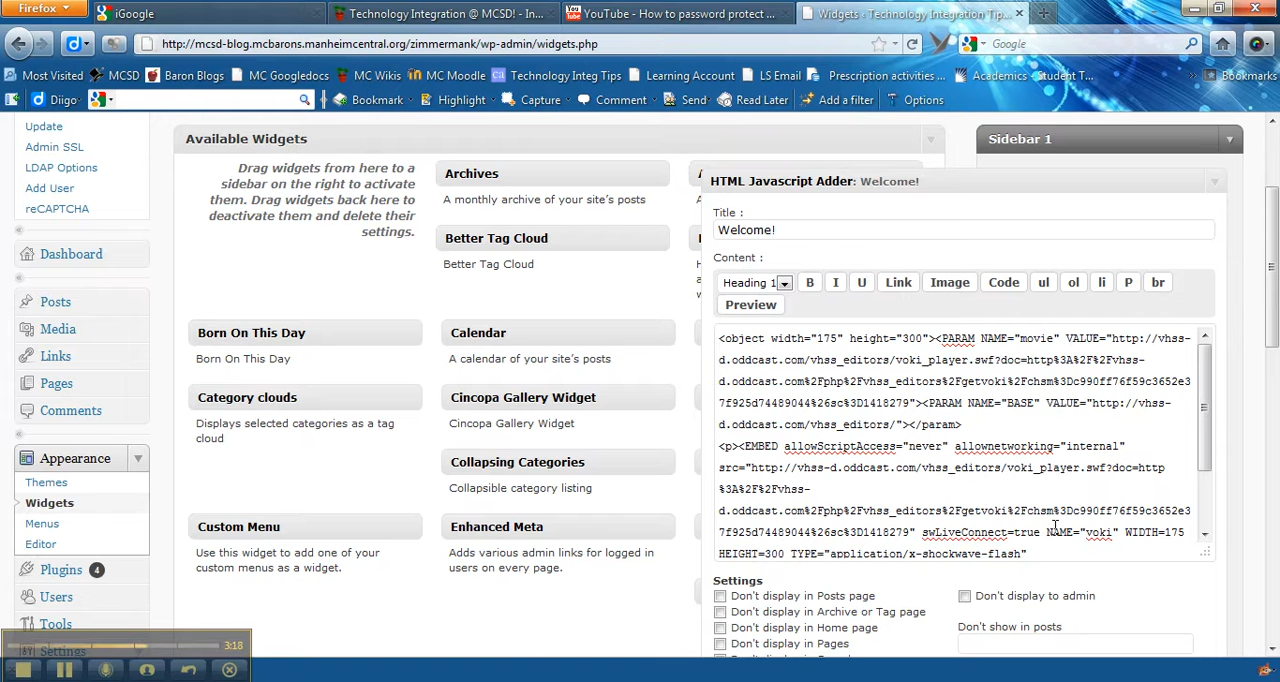 Firefox
iGoogle
Technology Integration @ MCSD! - In...
YouTube - How to password protect ...
Widgets ‹ Technology Integration Tip...
http://mcsd-blog.mcbarons.manheimcentral.org/zimmermank/wp-admin/widgets.php
Google
Most Visited
MCSD
Baron Blogs
MC Googledocs
MC Wikis
MC Moodle
Technology Integ Tips
Learning Account
LS Email
Prescription activities ...
Academics - Student T...
Bookmarks
Diigo
Bookmark
Highlight
Capture
Comment
Send
Read Later
Add a filter
Options
Update
Admin SSL
LDAP Options
Add User
reCAPTCHA
Dashboard
Posts
Media
Links
Pages
Comments
Appearance
Themes
Widgets
Menus
Editor
Plugins 4
Users
Tools
Settings
3:18
Available Widgets
Drag widgets from here to a
sidebar on the right to activate
them. Drag widgets back here to
deactivate them and delete their
settings.
Archives
A monthly archive of your site's posts
Better Tag Cloud
Better Tag Cloud
Born On This Day
Born On This Day
Calendar
A calendar of your site's posts
Category clouds
Displays selected categories as a tag
cloud
Cincopa Gallery Widget
Cincopa Gallery Widget
Collapsing Categories
Collapsible category listing
Custom Menu
Use this widget to add one of your
custom menus as a widget.
Enhanced Meta
Adds various admin links for logged in
users on every page.
Sidebar 1
HTML Javascript Adder: Welcome!
Title :
Welcome!
Content :
Heading 1
B
I
U
Link
Image
Code
ul
ol
li
P
br
Preview
<object width="175" height="300"><PARAM NAME="movie" VALUE="http://vhss-
d.oddcast.com/vhss_editors/voki_player.swf?doc=http%3A%2F%2Fvhss-
d.oddcast.com%2Fphp%2Fvhss_editors%2Fgetvoki%2Fchsm%3Dc990ff76f59c3652e3
7f925d74489044%26sc%3D1418279"><PARAM NAME="BASE" VALUE="http://vhss-
d.oddcast.com/vhss_editors/"></param>
<p><EMBED allowScriptAccess="never" allownetworking="internal"
src="http://vhss-d.oddcast.com/vhss_editors/voki_player.swf?doc=http
%3A%2F%2Fvhss-
d.oddcast.com%2Fphp%2Fvhss_editors%2Fgetvoki%2Fchsm%3Dc990ff76f59c3652e3
7f925d74489044%26sc%3D1418279" swLiveConnect=true NAME="voki" WIDTH=175
HEIGHT=300 TYPE="application/x-shockwave-flash"
Settings
Don't display in Posts page
Don't display in Archive or Tag page
Don't display in Home page
Don't display in Pages
Don't display to admin
Don't show in posts